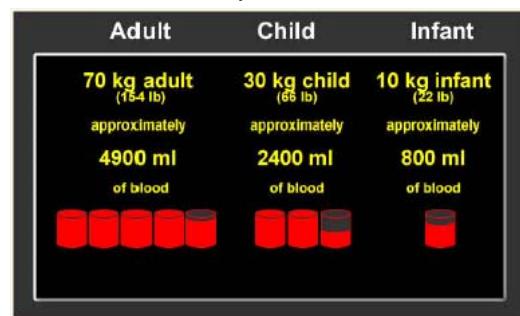 Adult Child Infant
70 kg adult 30 kg child 10 kg infant
(154 lb) (66 lb) (22 lb)
approximately approximately approximately
4900 ml 2400 ml 800 ml
of blood of blood of blood